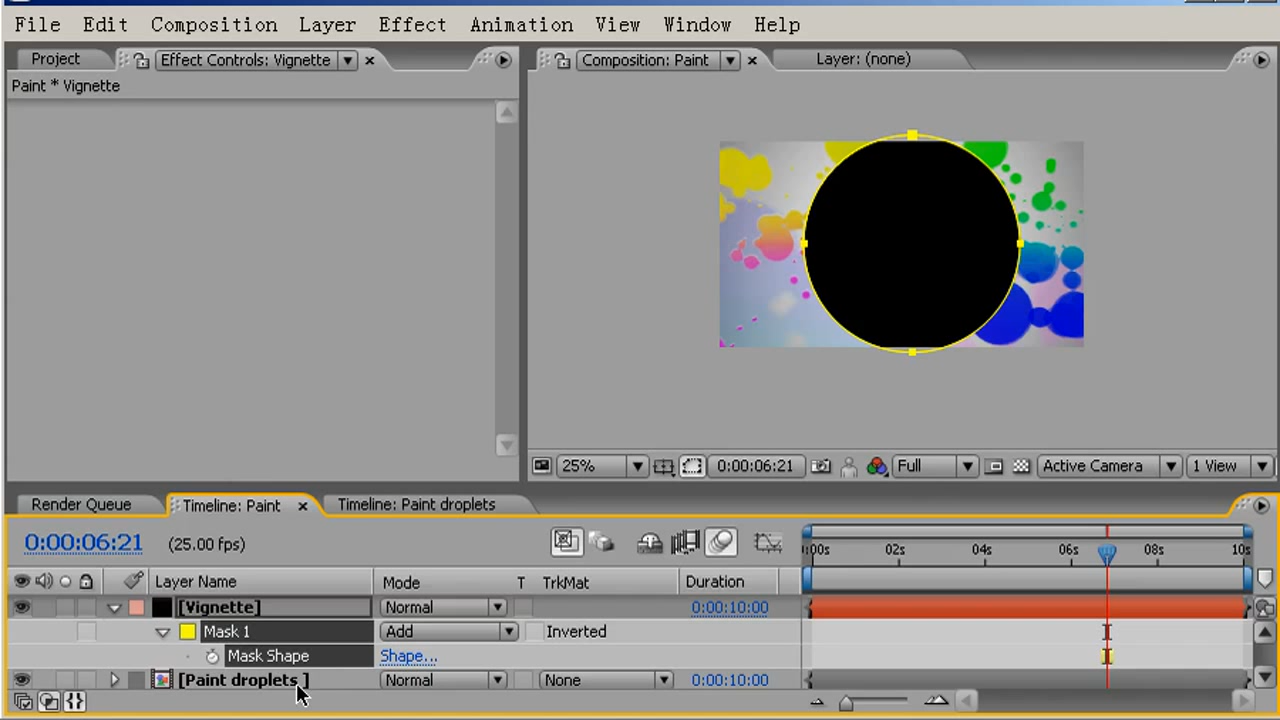 File Edit Composition Layer Effect Animation View Window Help
Project Effect Controls: Vignette Composition: Paint Layer: (none)
Paint * Vignette
25% 0:00:06:21 Full Active Camera 1 View
Render Queue Timeline: Paint Timeline: Paint droplets
0:00:06:21 (25.00 fps)
:00s 02s 04s 06s 08s 10s
Layer Name Mode T TrkMat Duration
[Vignette] Normal 0:00:10:00
Mask 1 Add Inverted
Mask Shape Shape...
[Paint droplets ] Normal None 0:00:10:00